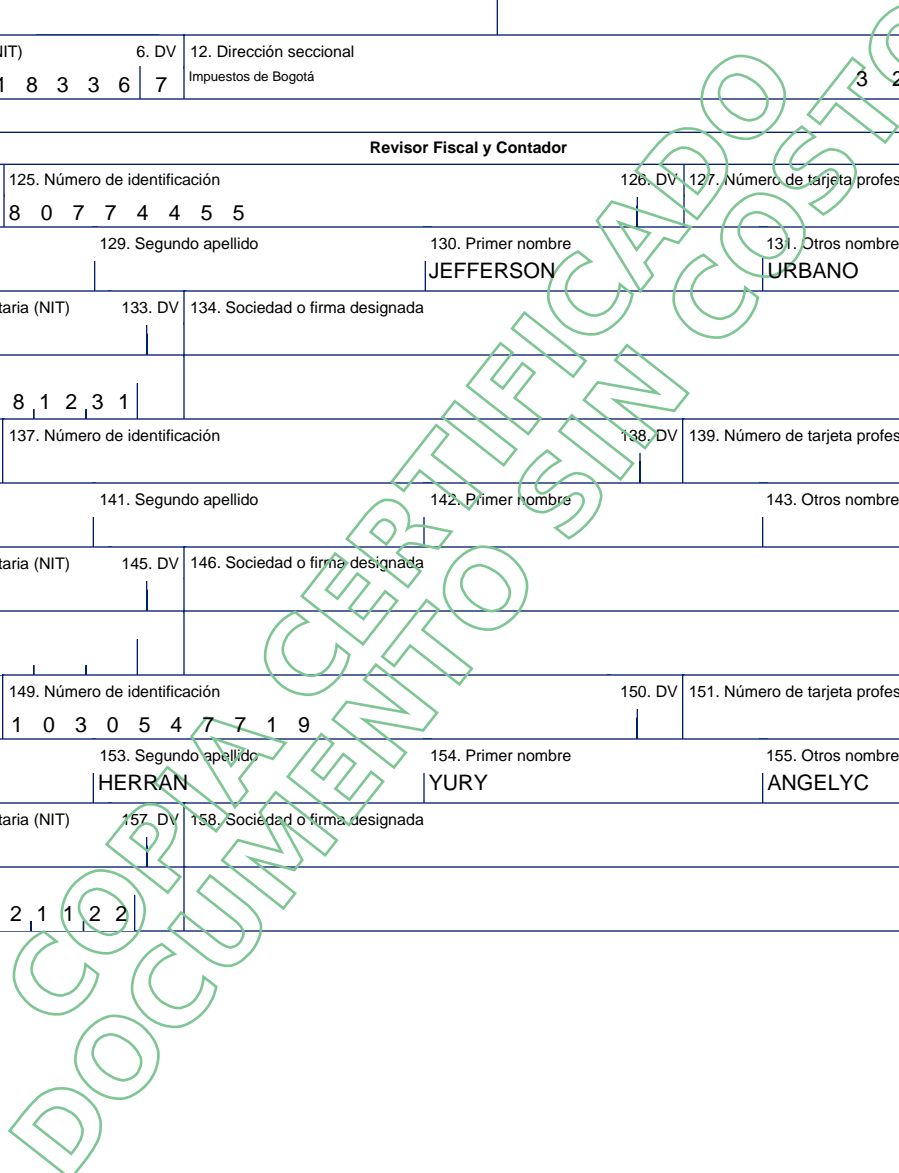 NIT) 6. DV 12. Dirección seccional
1 8 3 3 6 7 Impuestos de Bogotá 3 2
Revisor Fiscal y Contador
125. Número de identificación 126. DV 127. Número de tarjeta profes
8 0 7 7 4 4 5 5
129. Segundo apellido 130. Primer nombre 131. Otros nombre
JEFFERSON URBANO
taria (NIT) 133. DV 134. Sociedad o firma designada
8 1 2 3 1
137. Número de identificación 138. DV 139. Número de tarjeta profes
141. Segundo apellido 142. Primer nombre 143. Otros nombre
taria (NIT) 145. DV 146. Sociedad o firma designada
149. Número de identificación 150. DV 151. Número de tarjeta profes
1 0 3 0 5 4 7 7 1 9
153. Segundo apellido 154. Primer nombre 155. Otros nombre
HERRAN YURY ANGELYC
taria (NIT) 157. DV 158. Sociedad o firma designada
2 1 1 2 2
COPIA CERTIFICADO
DOCUMENTO SIN COSTO